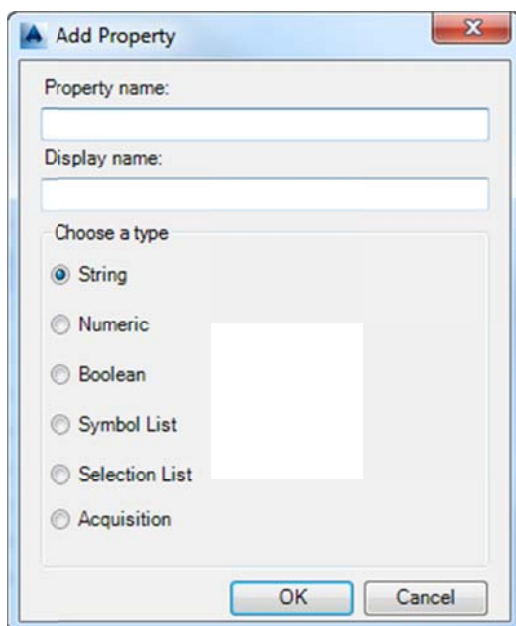 Add Property
Property name:
Display name:
Choose a type
String
Numeric
Boolean
Symbol List
Selection List
Acquisition
OK Cancel